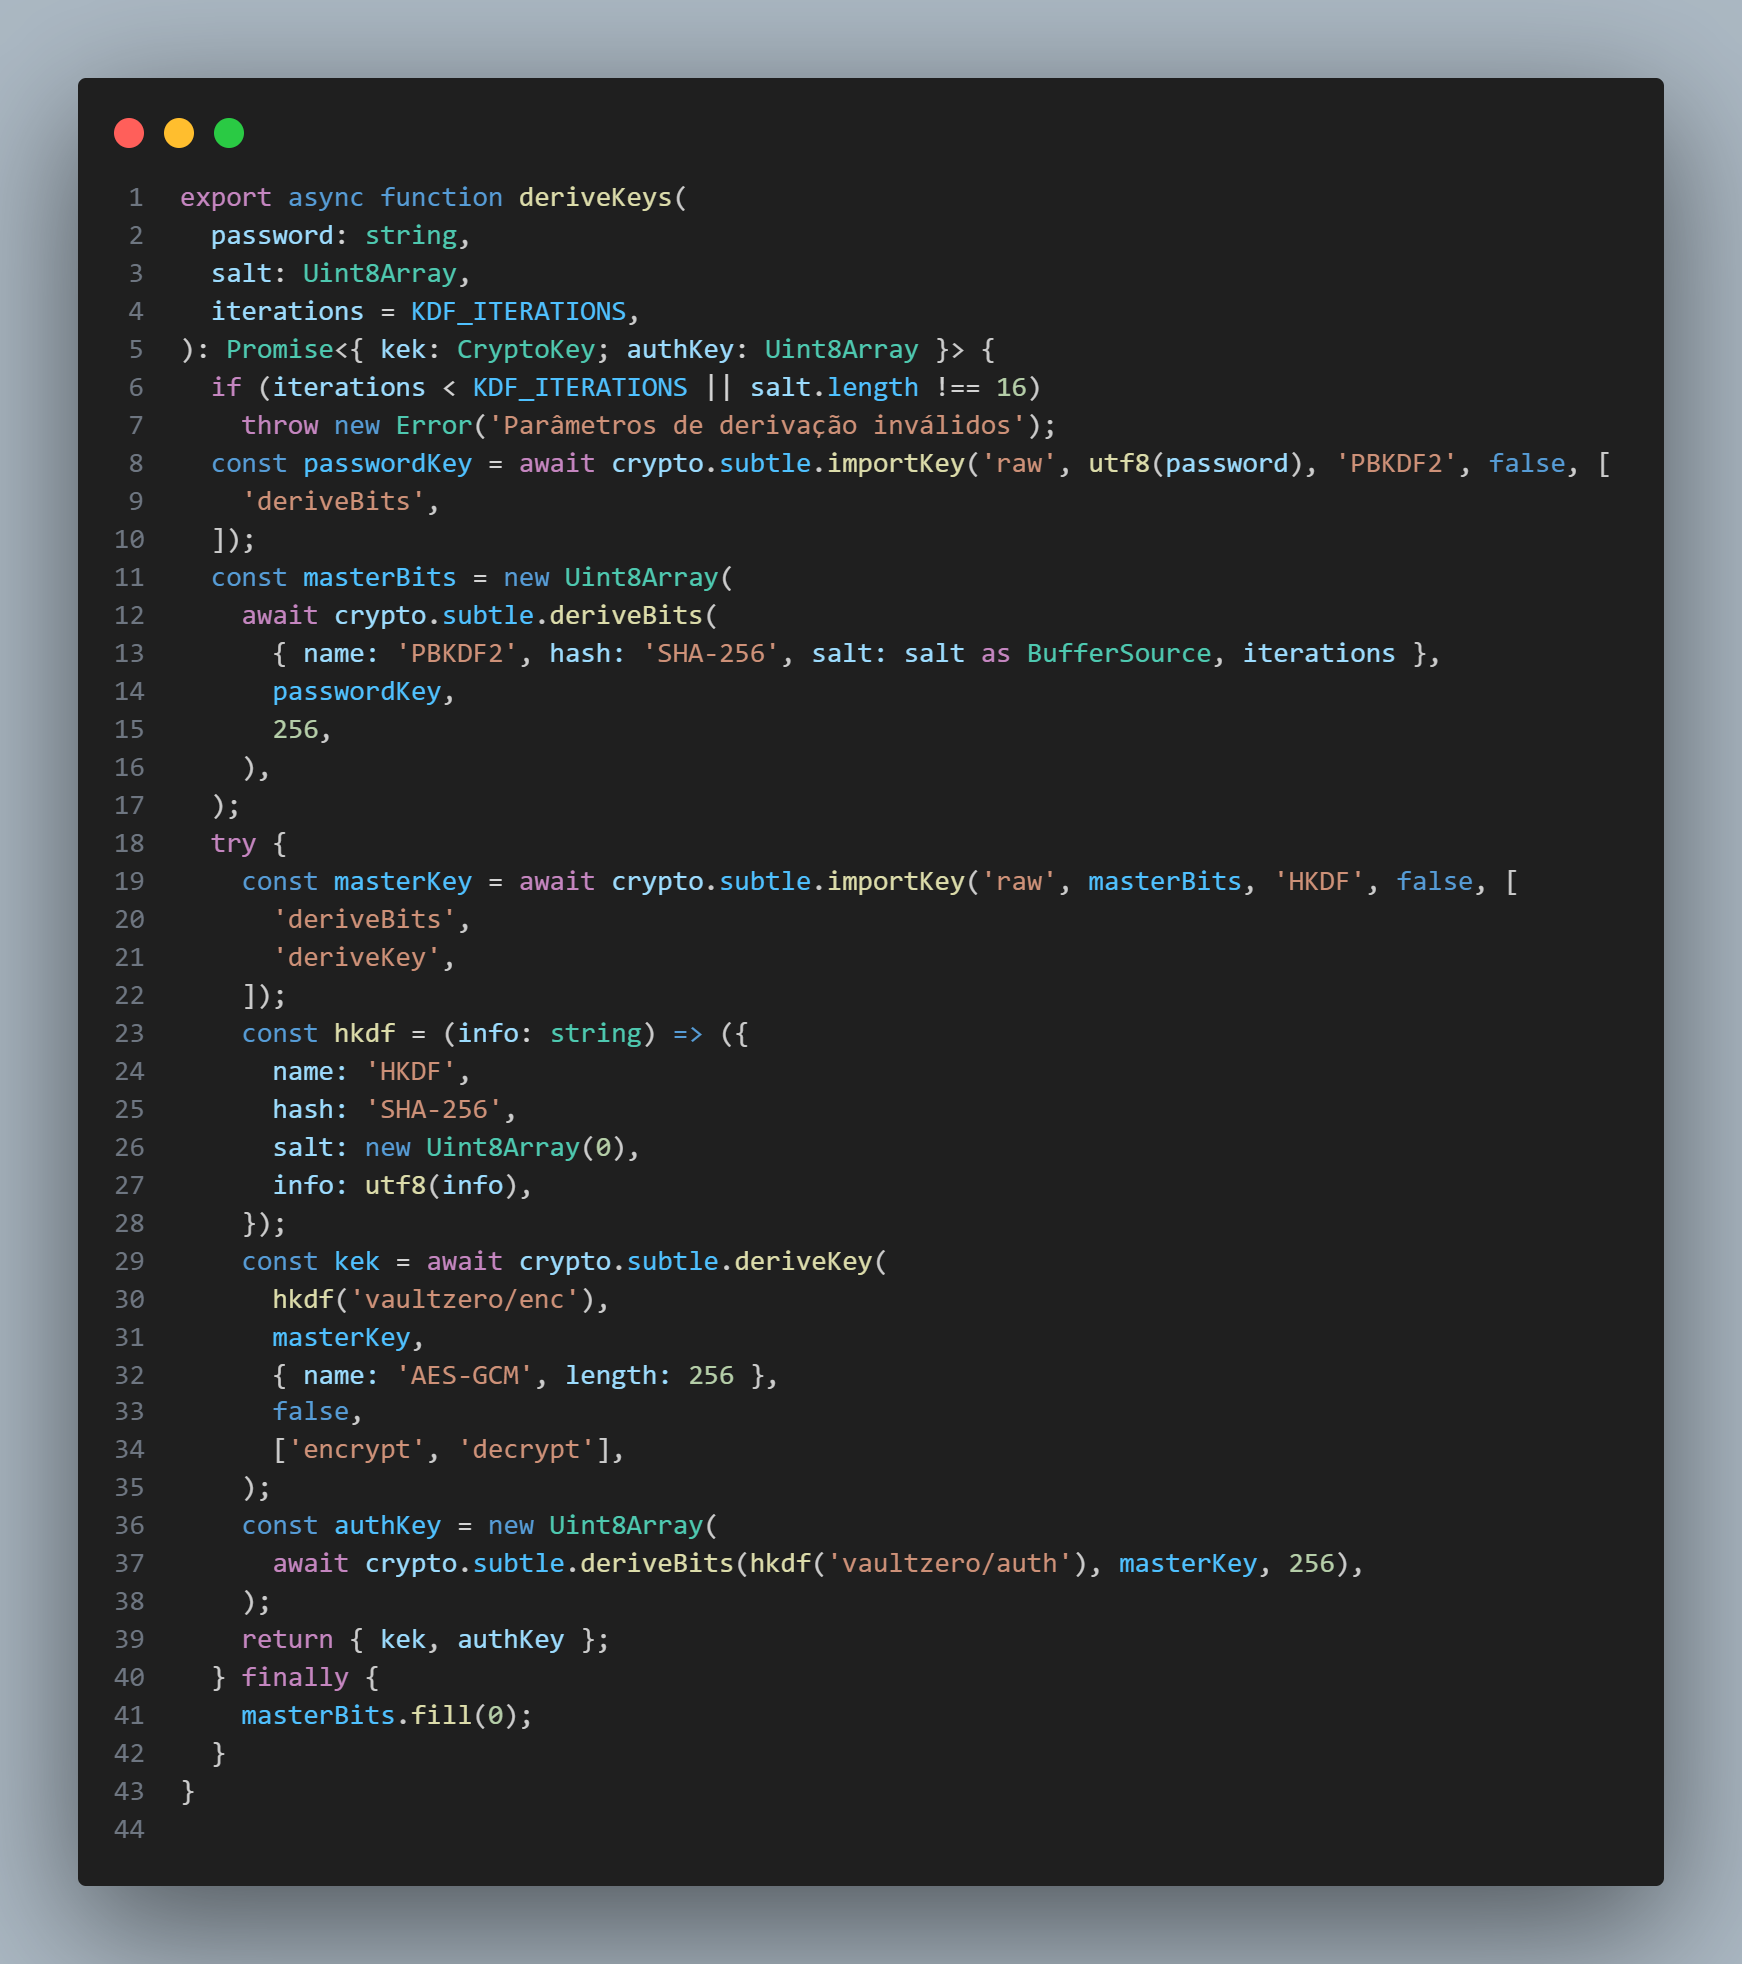 1 export async function deriveKeys(
2   password: string,
3   salt: Uint8Array,
4   iterations = KDF_ITERATIONS,
5 ): Promise<{ kek: CryptoKey; authKey: Uint8Array }> {
6   if (iterations < KDF_ITERATIONS || salt.length !== 16)
7     throw new Error('Parâmetros de derivação inválidos');
8   const passwordKey = await crypto.subtle.importKey('raw', utf8(password), 'PBKDF2', false, [
9     'deriveBits',
10   ]);
11   const masterBits = new Uint8Array(
12     await crypto.subtle.deriveBits(
13       { name: 'PBKDF2', hash: 'SHA-256', salt: salt as BufferSource, iterations },
14       passwordKey,
15       256,
16     ),
17   );
18   try {
19     const masterKey = await crypto.subtle.importKey('raw', masterBits, 'HKDF', false, [
20       'deriveBits',
21       'deriveKey',
22     ]);
23     const hkdf = (info: string) => ({
24       name: 'HKDF',
25       hash: 'SHA-256',
26       salt: new Uint8Array(0),
27       info: utf8(info),
28     });
29     const kek = await crypto.subtle.deriveKey(
30       hkdf('vaultzero/enc'),
31       masterKey,
32       { name: 'AES-GCM', length: 256 },
33       false,
34       ['encrypt', 'decrypt'],
35     );
36     const authKey = new Uint8Array(
37       await crypto.subtle.deriveBits(hkdf('vaultzero/auth'), masterKey, 256),
38     );
39     return { kek, authKey };
40   } finally {
41     masterBits.fill(0);
42   }
43 }
44